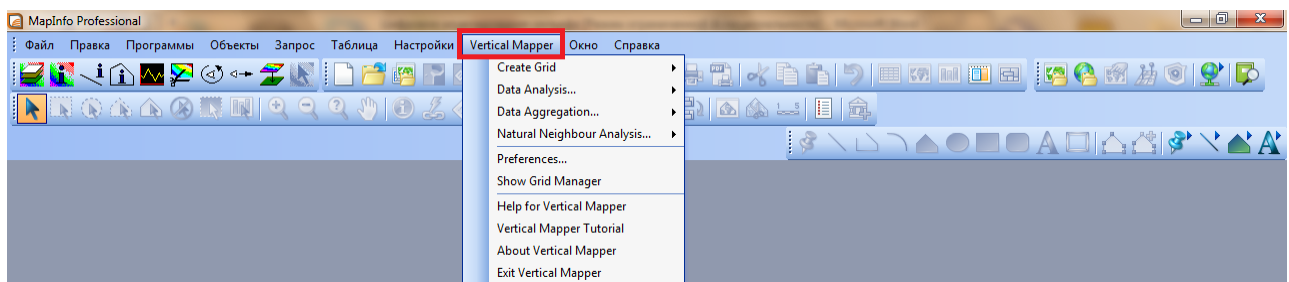 MapInfo Professional
Файл Правка Программы Объекты Запрос Таблица Настройки Vertical Mapper Окно Справка
Create Grid
Data Analysis...
Data Aggregation...
Natural Neighbour Analysis...
Preferences...
Show Grid Manager
Help for Vertical Mapper
Vertical Mapper Tutorial
About Vertical Mapper
Exit Vertical Mapper